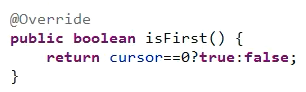 @Override
public boolean isFirst() {
    return cursor==0?true:false;
}